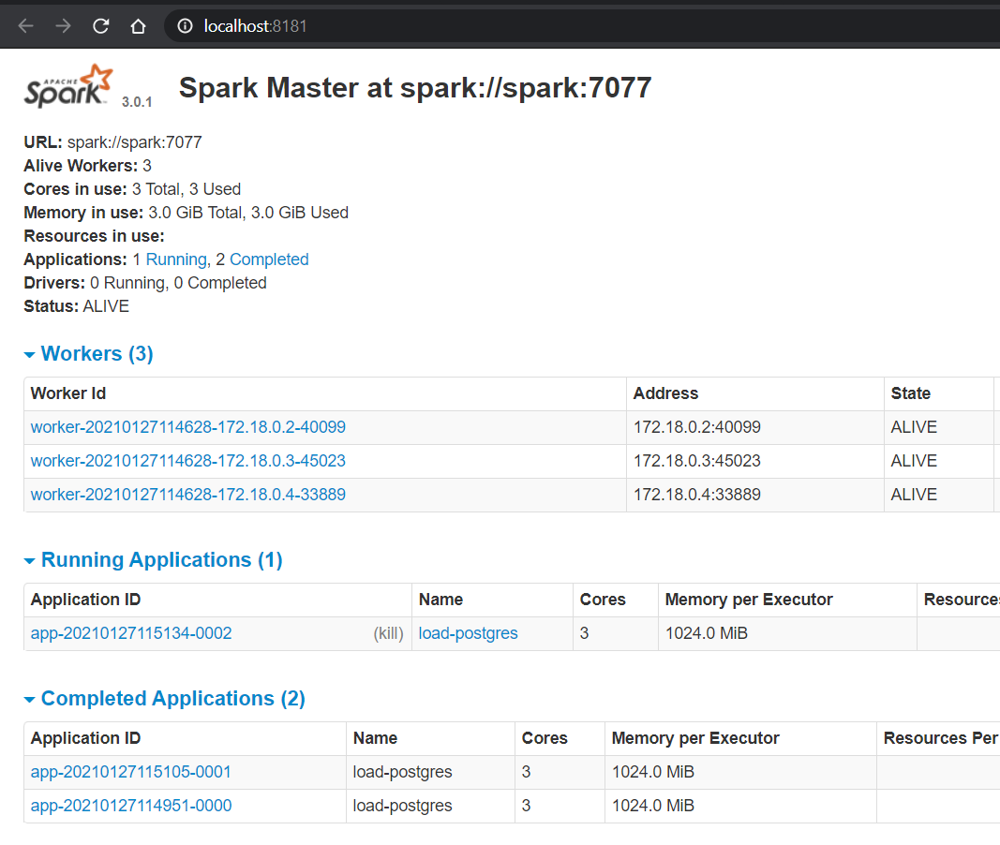 localhost:8181
APACHE Spark 3.0.1 Spark Master at spark://spark:7077
URL: spark://spark:7077
Alive Workers: 3
Cores in use: 3 Total, 3 Used
Memory in use: 3.0 GiB Total, 3.0 GiB Used
Resources in use:
Applications: 1 Running, 2 Completed
Drivers: 0 Running, 0 Completed
Status: ALIVE
Workers (3)
Worker Id Address State
worker-20210127114628-172.18.0.2-40099 172.18.0.2:40099 ALIVE
worker-20210127114628-172.18.0.3-45023 172.18.0.3:45023 ALIVE
worker-20210127114628-172.18.0.4-33889 172.18.0.4:33889 ALIVE
Running Applications (1)
Application ID Name Cores Memory per Executor Resources
app-20210127115134-0002 (kill) load-postgres 3 1024.0 MiB
Completed Applications (2)
Application ID Name Cores Memory per Executor Resources Per
app-20210127115105-0001 load-postgres 3 1024.0 MiB
app-20210127114951-0000 load-postgres 3 1024.0 MiB